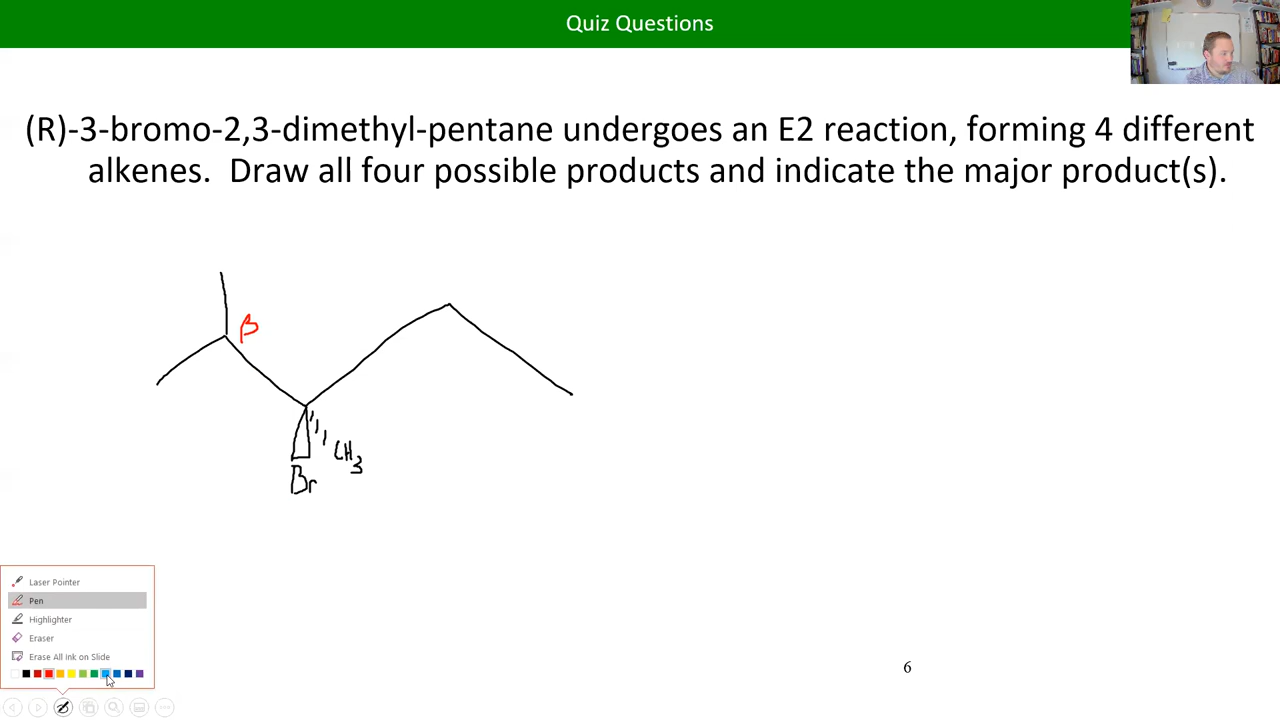 Quiz Questions
(R)-3-bromo-2,3-dimethyl-pentane undergoes an E2 reaction, forming 4 different
alkenes. Draw all four possible products and indicate the major product(s).
β
CH3
Br
Laser Pointer
Pen
Highlighter
Eraser
Erase All Ink on Slide
6